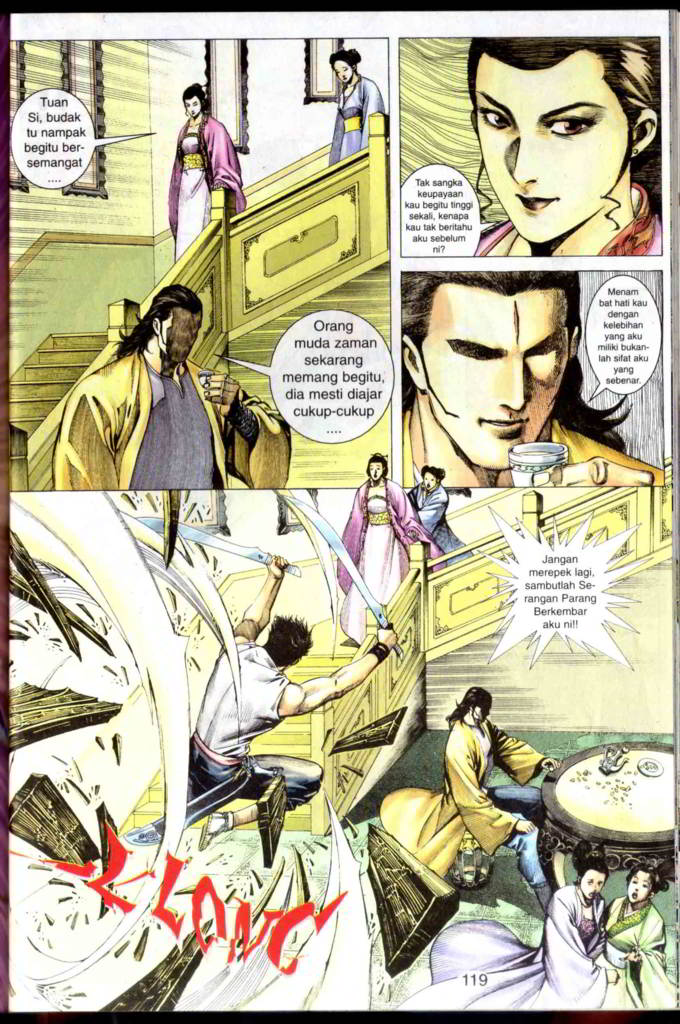 Tuan
Si, budak
tu nampak
begitu ber-
semangat
....
Orang
muda zaman
sekarang
memang begitu,
dia mesti diajar
cukup-cukup
....
Tak sangka
keupayaan
kau begitu tinggi
sekali, kenapa
kau tak beritahu
aku sebelum
ni?
Menam
bat hati kau
dengan
kelebihan
yang aku
miliki bukan-
lah sifat aku
yang
sebenar.
Jangan
merepek lagi,
sambutlah Se-
rangan Parang
Berkembar
aku ni!!
KLONG
119